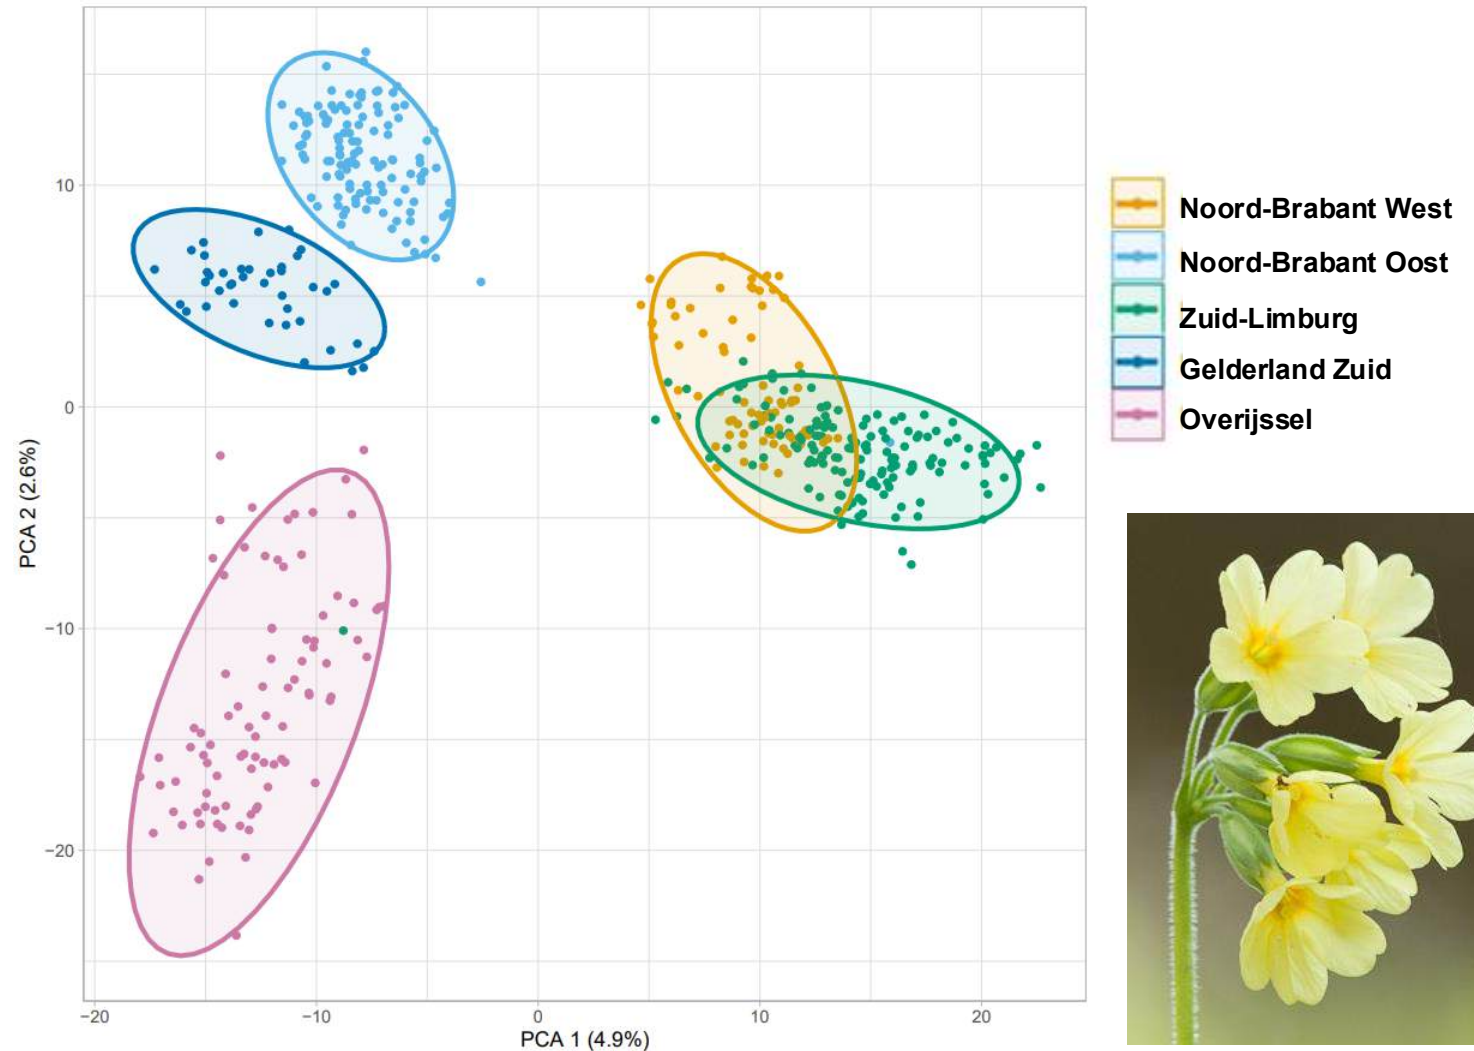 10
0
−10
−20
−20
−10
0
10
20
PCA 2 (2.6%)
PCA 1 (4.9%)
Noord-Brabant West
Noord-Brabant Oost
Zuid-Limburg
Gelderland Zuid
Overijssel